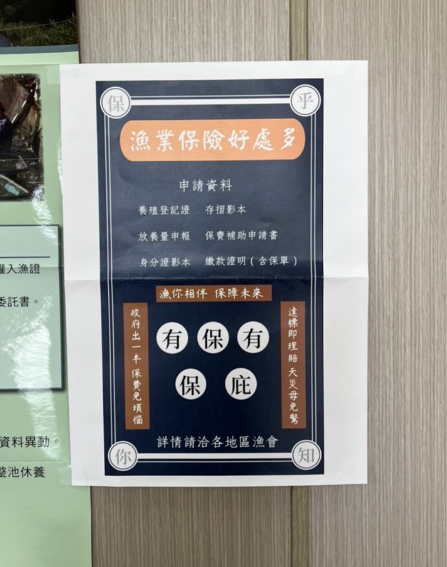 保 乎
漁業保險好處多
申請資料
養殖登記證 存摺影本
放養量申報 保費補助申請書
身分證影本 繳款證明（含保單）
漁你相伴 保障未來
政府出一半 保費免煩惱
有保有
保庇
達標即理賠 天災毋免驚
詳情請洽各地區漁會
你 知
入漁證
委託書。
資料異動。
整池休養